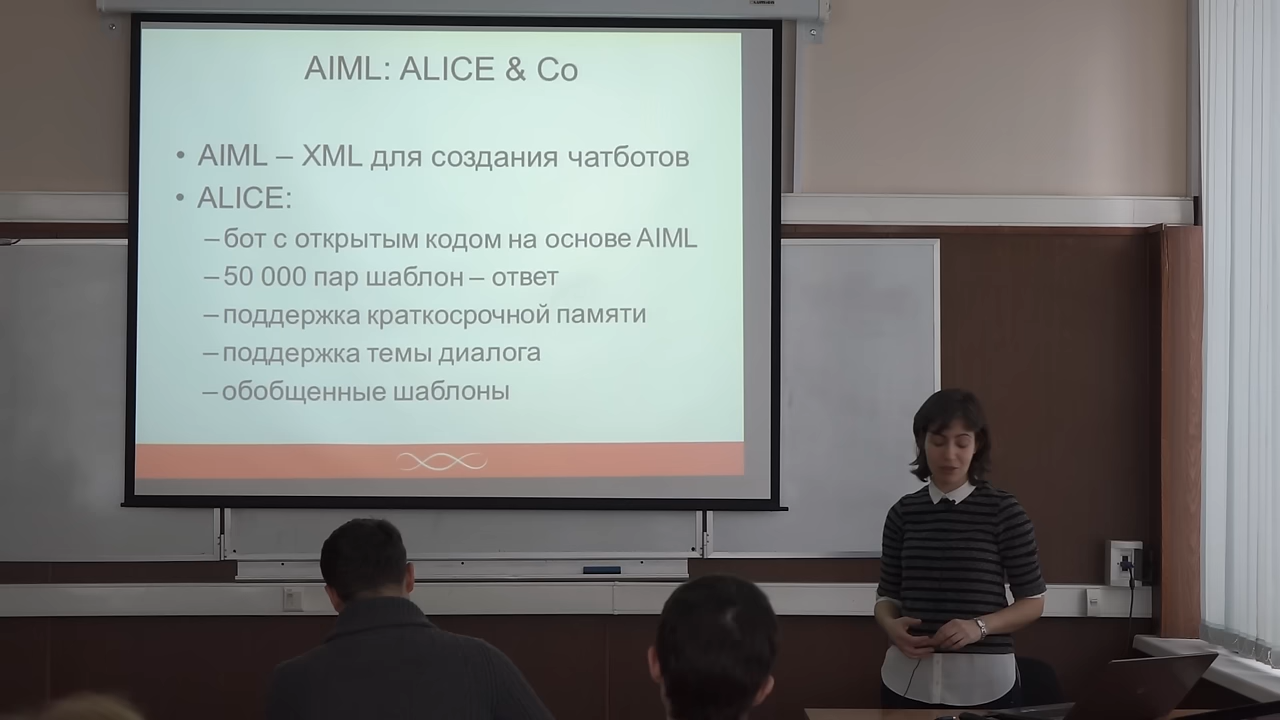 AIML: ALICE & Co
• AIML – XML для создания чатботов
• ALICE:
– бот с открытым кодом на основе AIML
– 50 000 пар шаблон – ответ
– поддержка краткосрочной памяти
– поддержка темы диалога
– обобщенные шаблоны